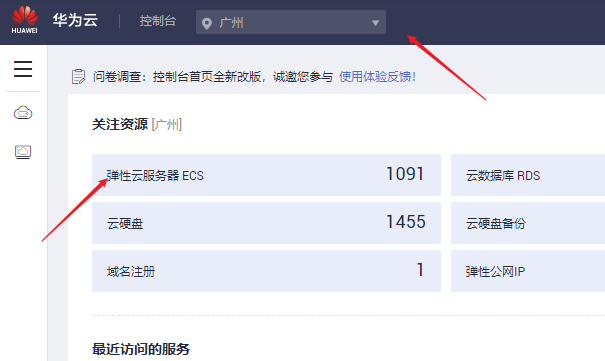 HUAWEI 华为云 控制台 广州
问卷调查：控制台首页全新改版，诚邀您参与 使用体验反馈！
关注资源 [广州]
弹性云服务器 ECS 1091 云数据库 RDS
云硬盘 1455 云硬盘备份
域名注册 1 弹性公网IP
最近访问的服务